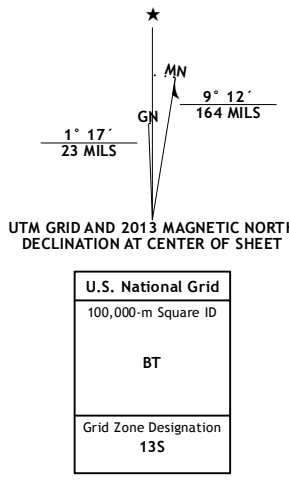 MN
GN
9° 12´
164 MILS
1° 17´
23 MILS
UTM GRID AND 2013 MAGNETIC NORTH
DECLINATION AT CENTER OF SHEET
U.S. National Grid
100,000-m Square ID
BT
Grid Zone Designation
13S